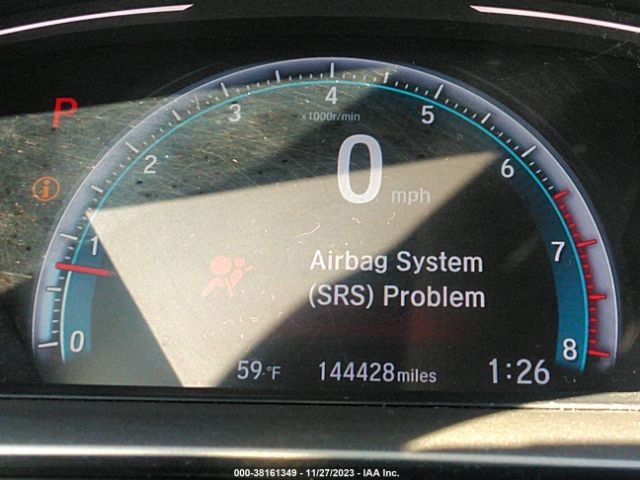 P
i
0
1
2
3
4
5
6
7
8
x1000r/min
0 mph
Airbag System
(SRS) Problem
59°F 144428miles 1:26
000-38161349 - 11/27/2023 - IAA Inc.